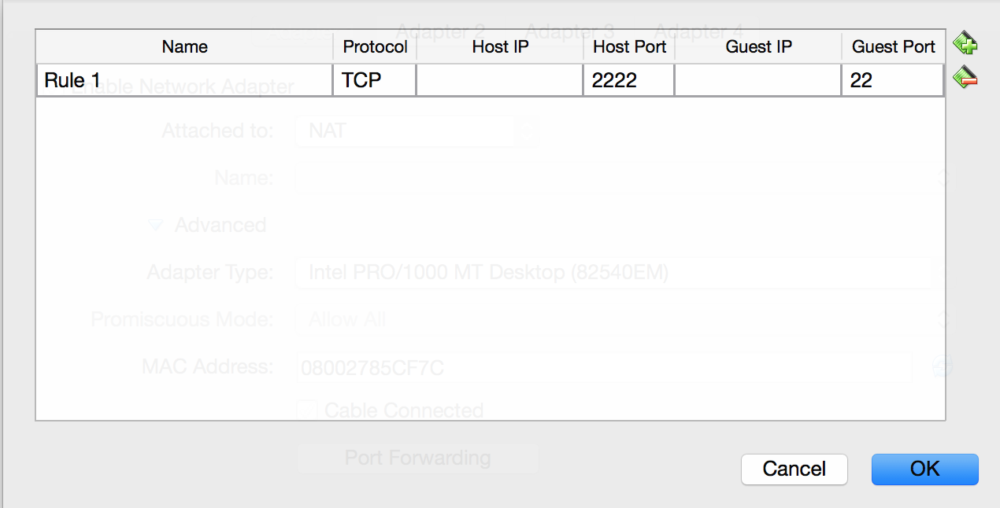 Adapter 2 Adapter 3 Adapter 4
Name Protocol Host IP Host Port Guest IP Guest Port
Rule 1 TCP 2222 22
Enable Network Adapter
Attached to: NAT
Name:
Advanced
Adapter Type: Intel PRO/1000 MT Desktop (82540EM)
Promiscuous Mode: Allow All
MAC Address: 08002785CF7C
Cable Connected
Port Forwarding
Cancel OK